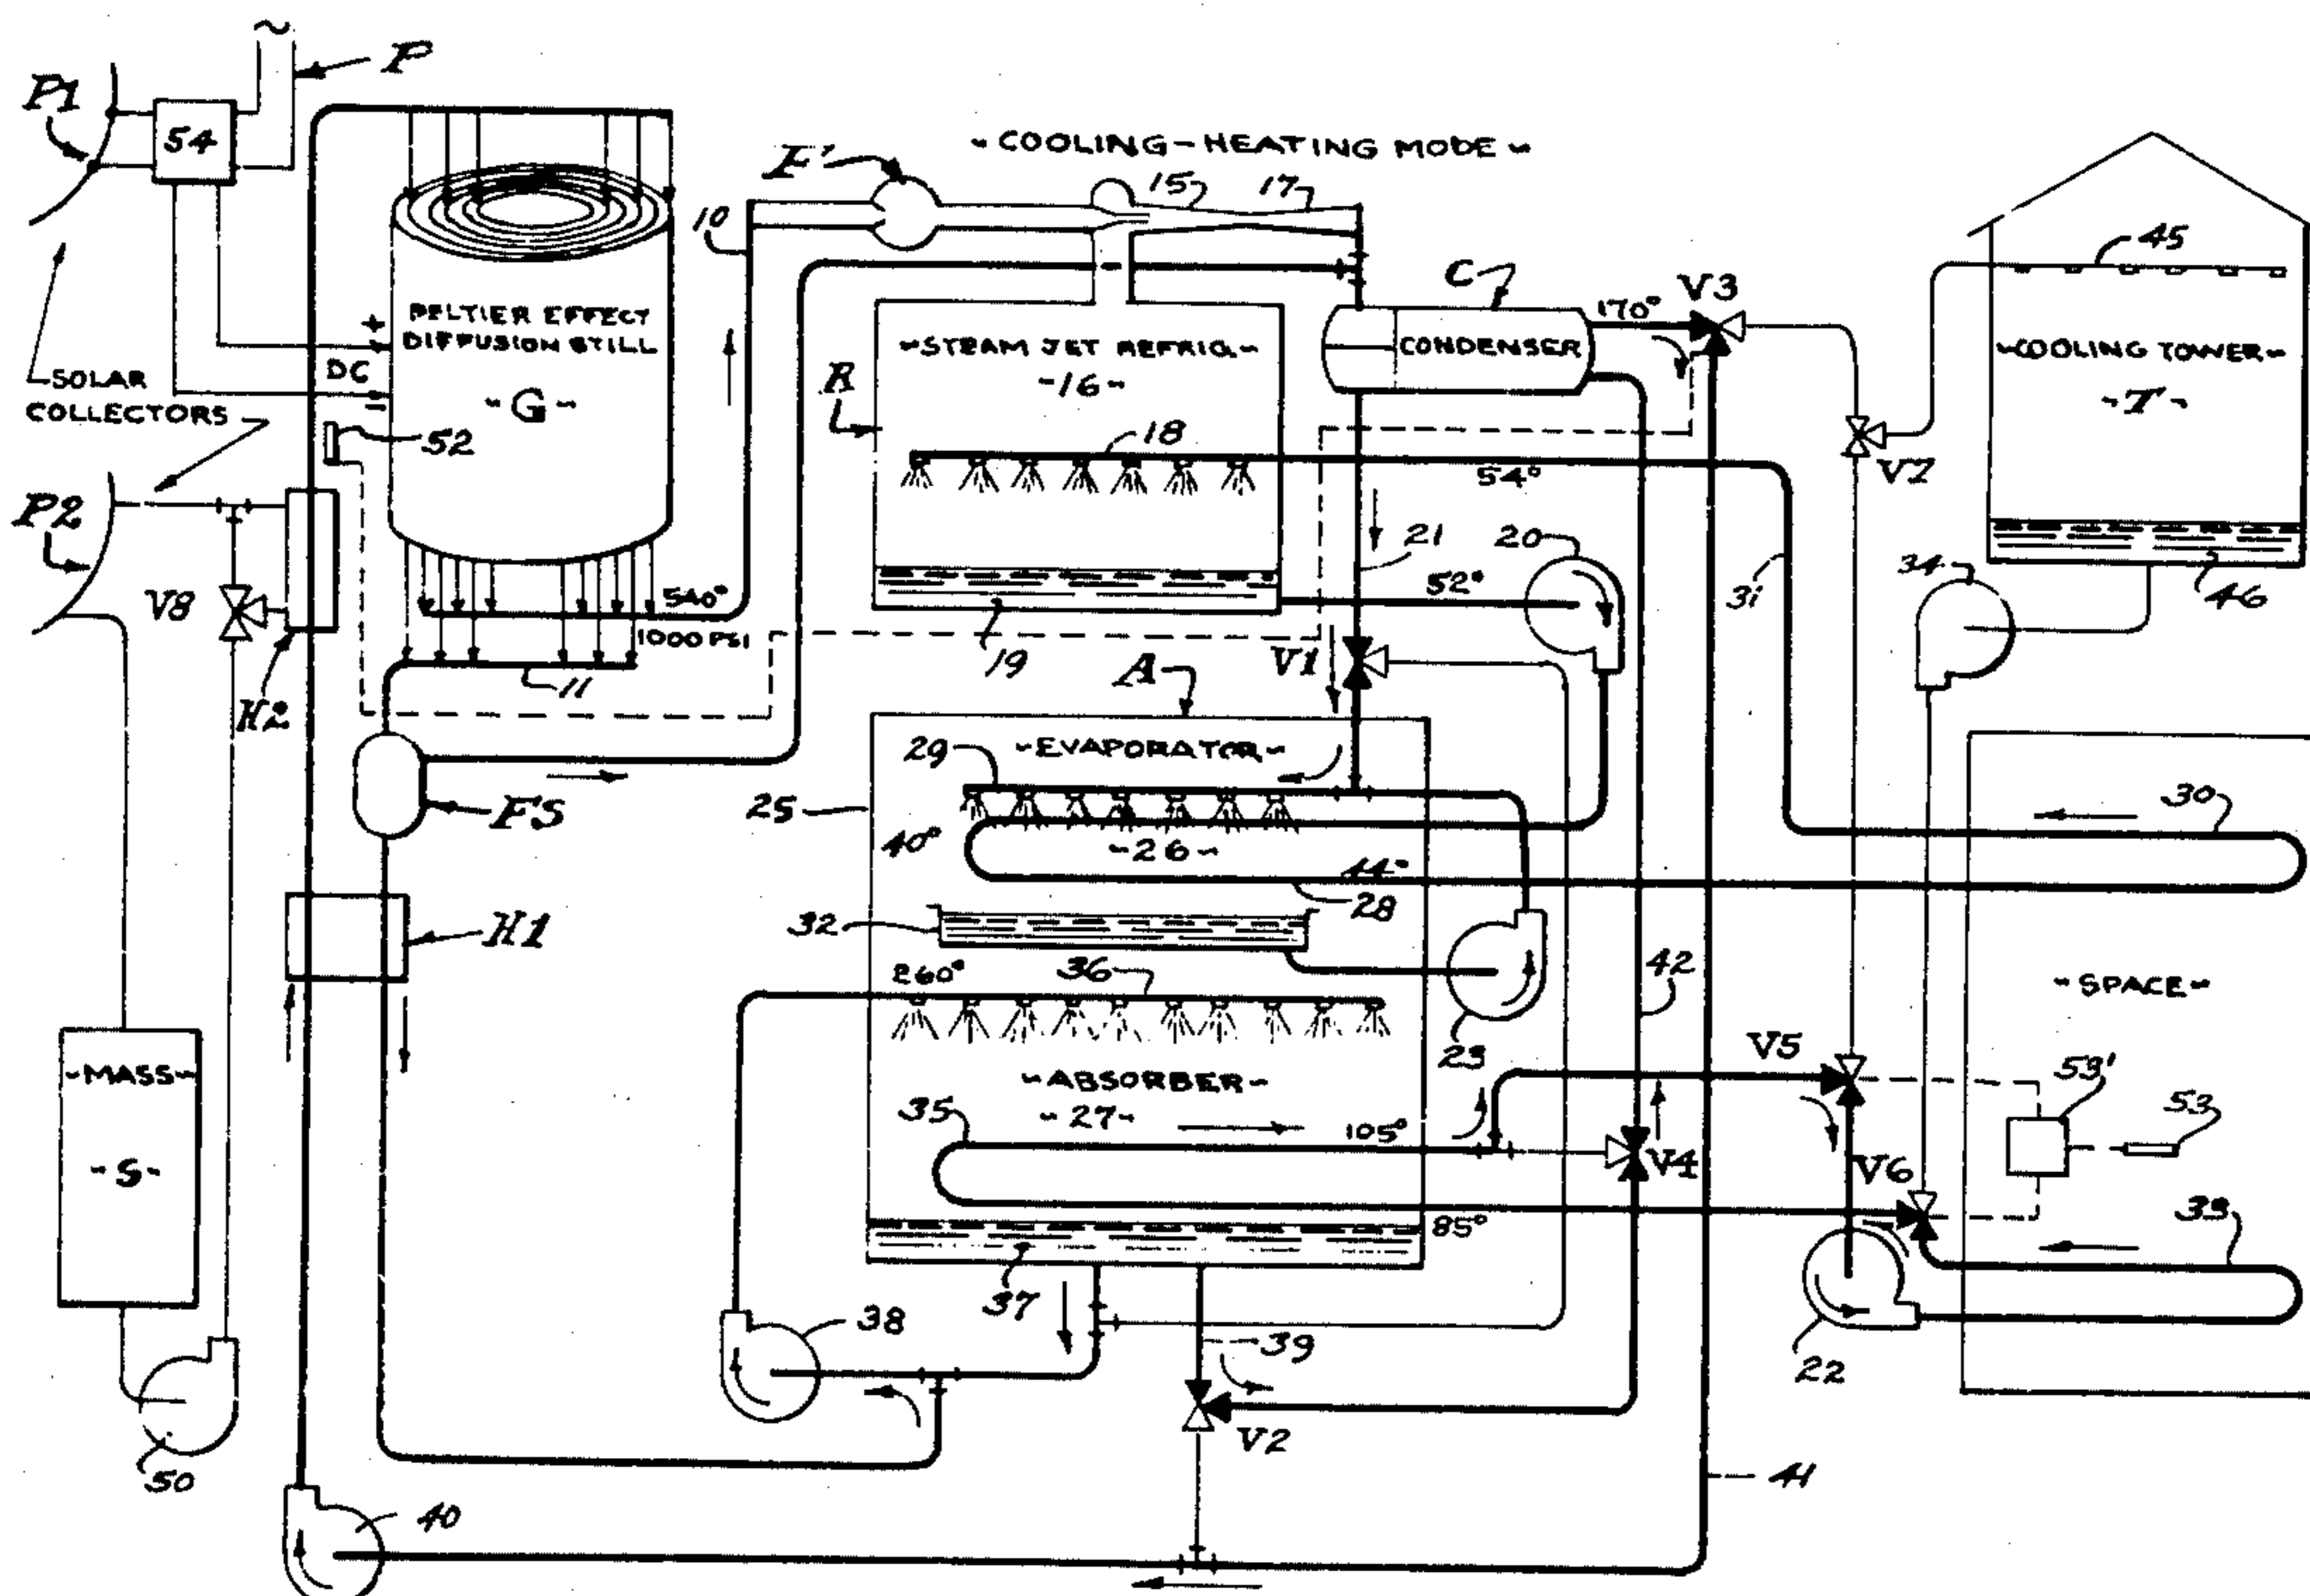 ~ COOLING-HEATING MODE ~
P
P1
54
E'
15
17
10
45
C
170°
V3
PELTIER EFFECT
DIFFUSION STILL
- G -
+
DC
-
SOLAR
COLLECTORS
52
~STEAM JET REFRIG.~
-16-
R
CONDENSER
~COOLING TOWER~
-T-
18
54°
V7
P2
V8
H2
540°
1000 PSI
11
19
52°
21
20
31
34
46
V1
A
~EVAPORATOR~
29
25
40°
-26-
44°
28
30
FS
H1
32
260°
36
23
42
~SPACE~
~MASS~
-S-
~ABSORBER~
-27-
35
105°
V5
53'
53
V4
V6
85°
33
37
38
39
22
V2
50
40
41